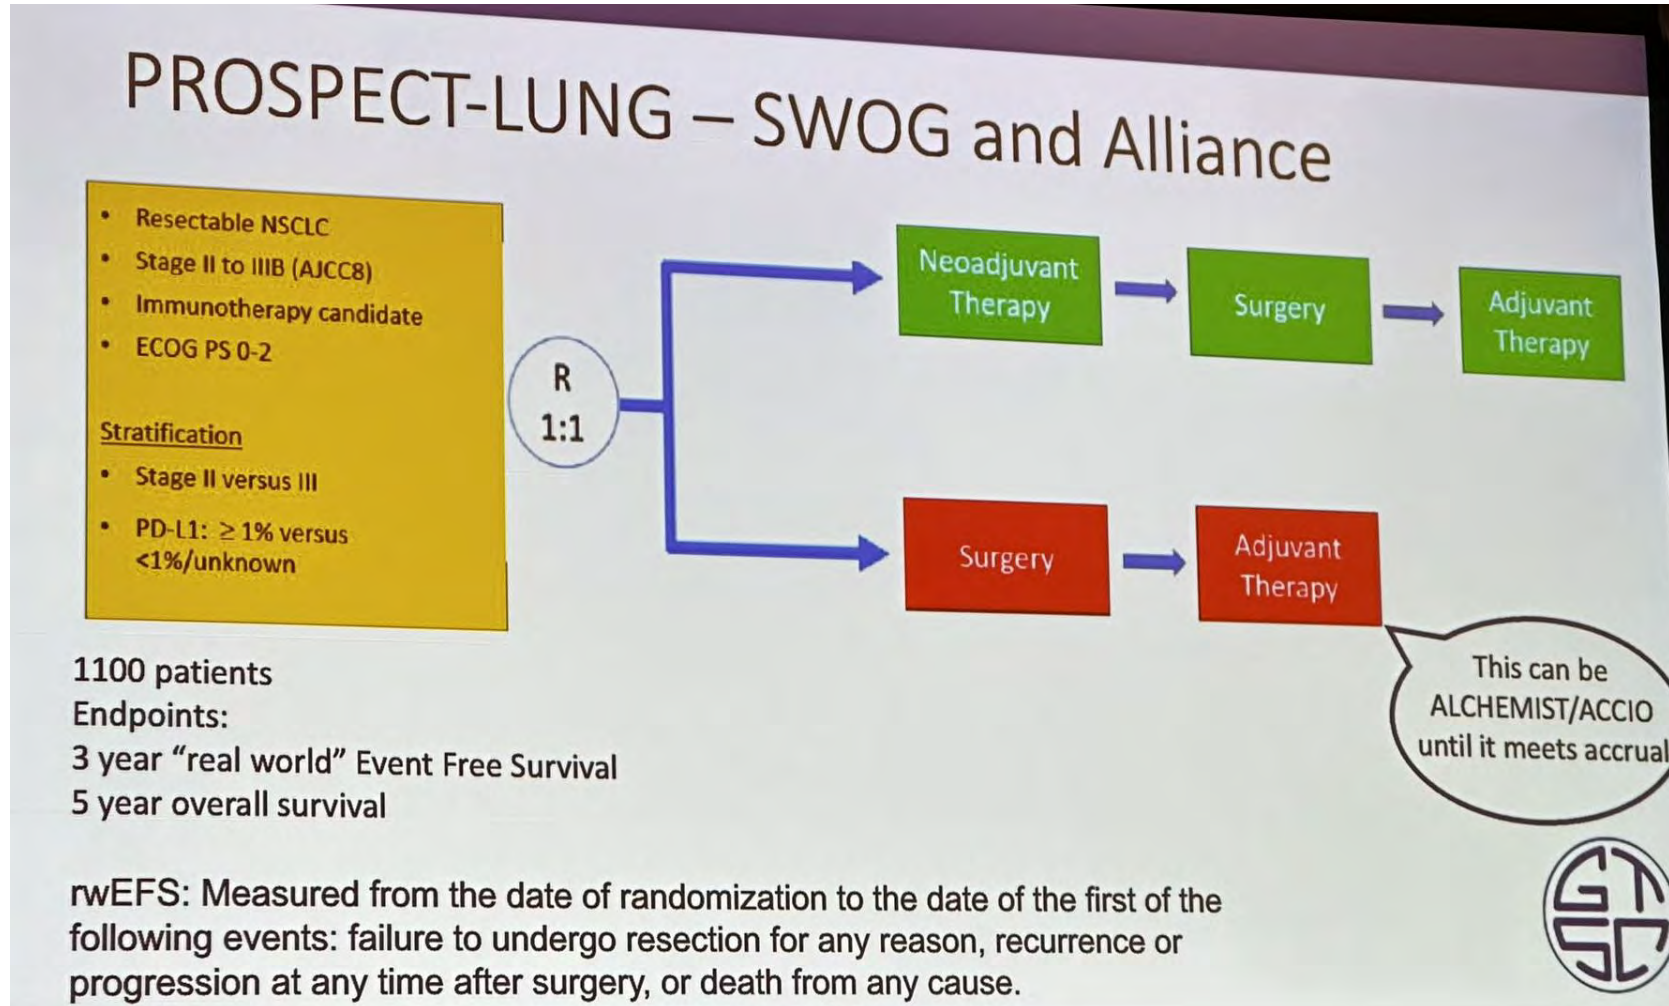 PROSPECT-LUNG – SWOG and Alliance
• Resectable NSCLC
• Stage II to IIIB (AJCC8)
• Immunotherapy candidate
• ECOG PS 0-2
Stratification
• Stage II versus III
• PD-L1: ≥ 1% versus
<1%/unknown
R
1:1
Neoadjuvant
Therapy
Surgery
Adjuvant
Therapy
Surgery
Adjuvant
Therapy
This can be
ALCHEMIST/ACCIO
until it meets accrual
1100 patients
Endpoints:
3 year “real world” Event Free Survival
5 year overall survival
rwEFS: Measured from the date of randomization to the date of the first of the
following events: failure to undergo resection for any reason, recurrence or
progression at any time after surgery, or death from any cause.
GTSC